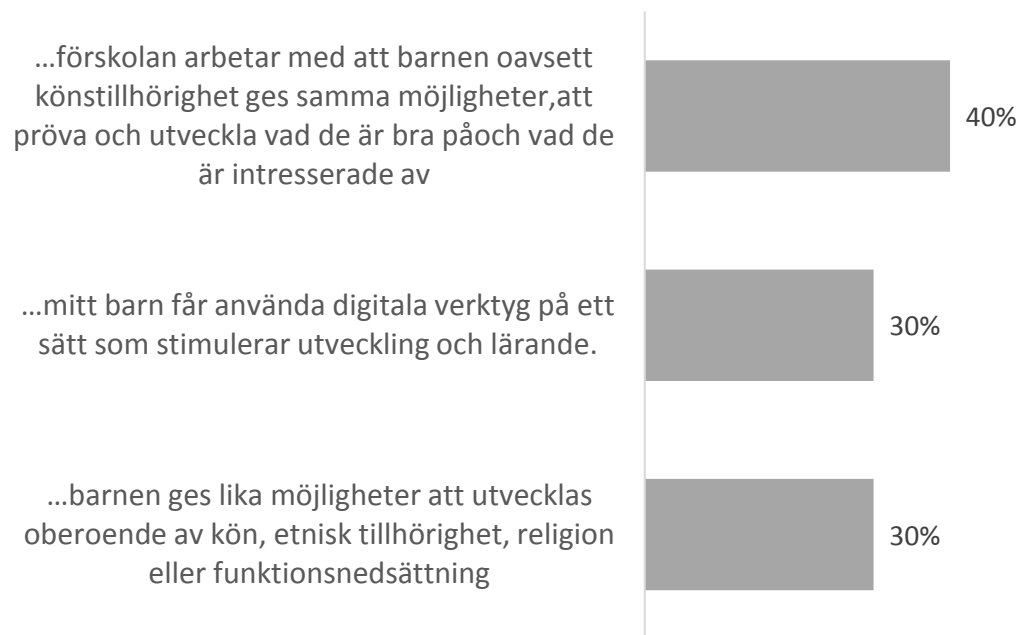 ...förskolan arbetar med att barnen oavsett
könstillhörighet ges samma möjligheter,att
pröva och utveckla vad de är bra påoch vad de
är intresserade av
40%
...mitt barn får använda digitala verktyg på ett
sätt som stimulerar utveckling och lärande.
30%
...barnen ges lika möjligheter att utvecklas
oberoende av kön, etnisk tillhörighet, religion
eller funktionsnedsättning
30%